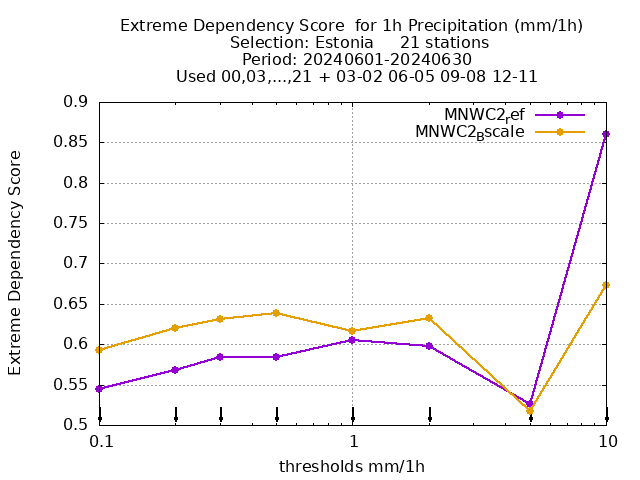 Extreme Dependency Score  for 1h Precipitation (mm/1h)
Selection: Estonia     21 stations
Period: 20240601-20240630
Used 00,03,...,21 + 03-02 06-05 09-08 12-11
MNWC2ref
MNWC2Bscale
Extreme Dependency Score
0.9
0.85
0.8
0.75
0.7
0.65
0.6
0.55
0.5
0.1 1 10
thresholds mm/1h